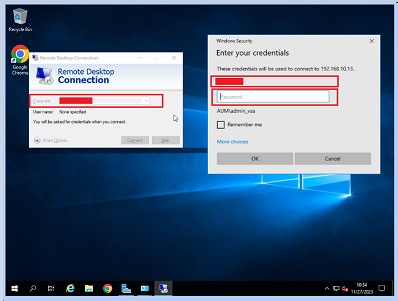 Recycle Bin
Google
Chrome
Remote Desktop Connection
Remote Desktop
Connection
Computer:
User name: None specified
You will be asked for credentials when you connect.
Show Options
Connect
Help
Windows Security
Enter your credentials
These credentials will be used to connect to 192.168.10.13.
Password
AUM\admin_vsa
Remember me
More choices
OK
Cancel
10:34
11/27/2023